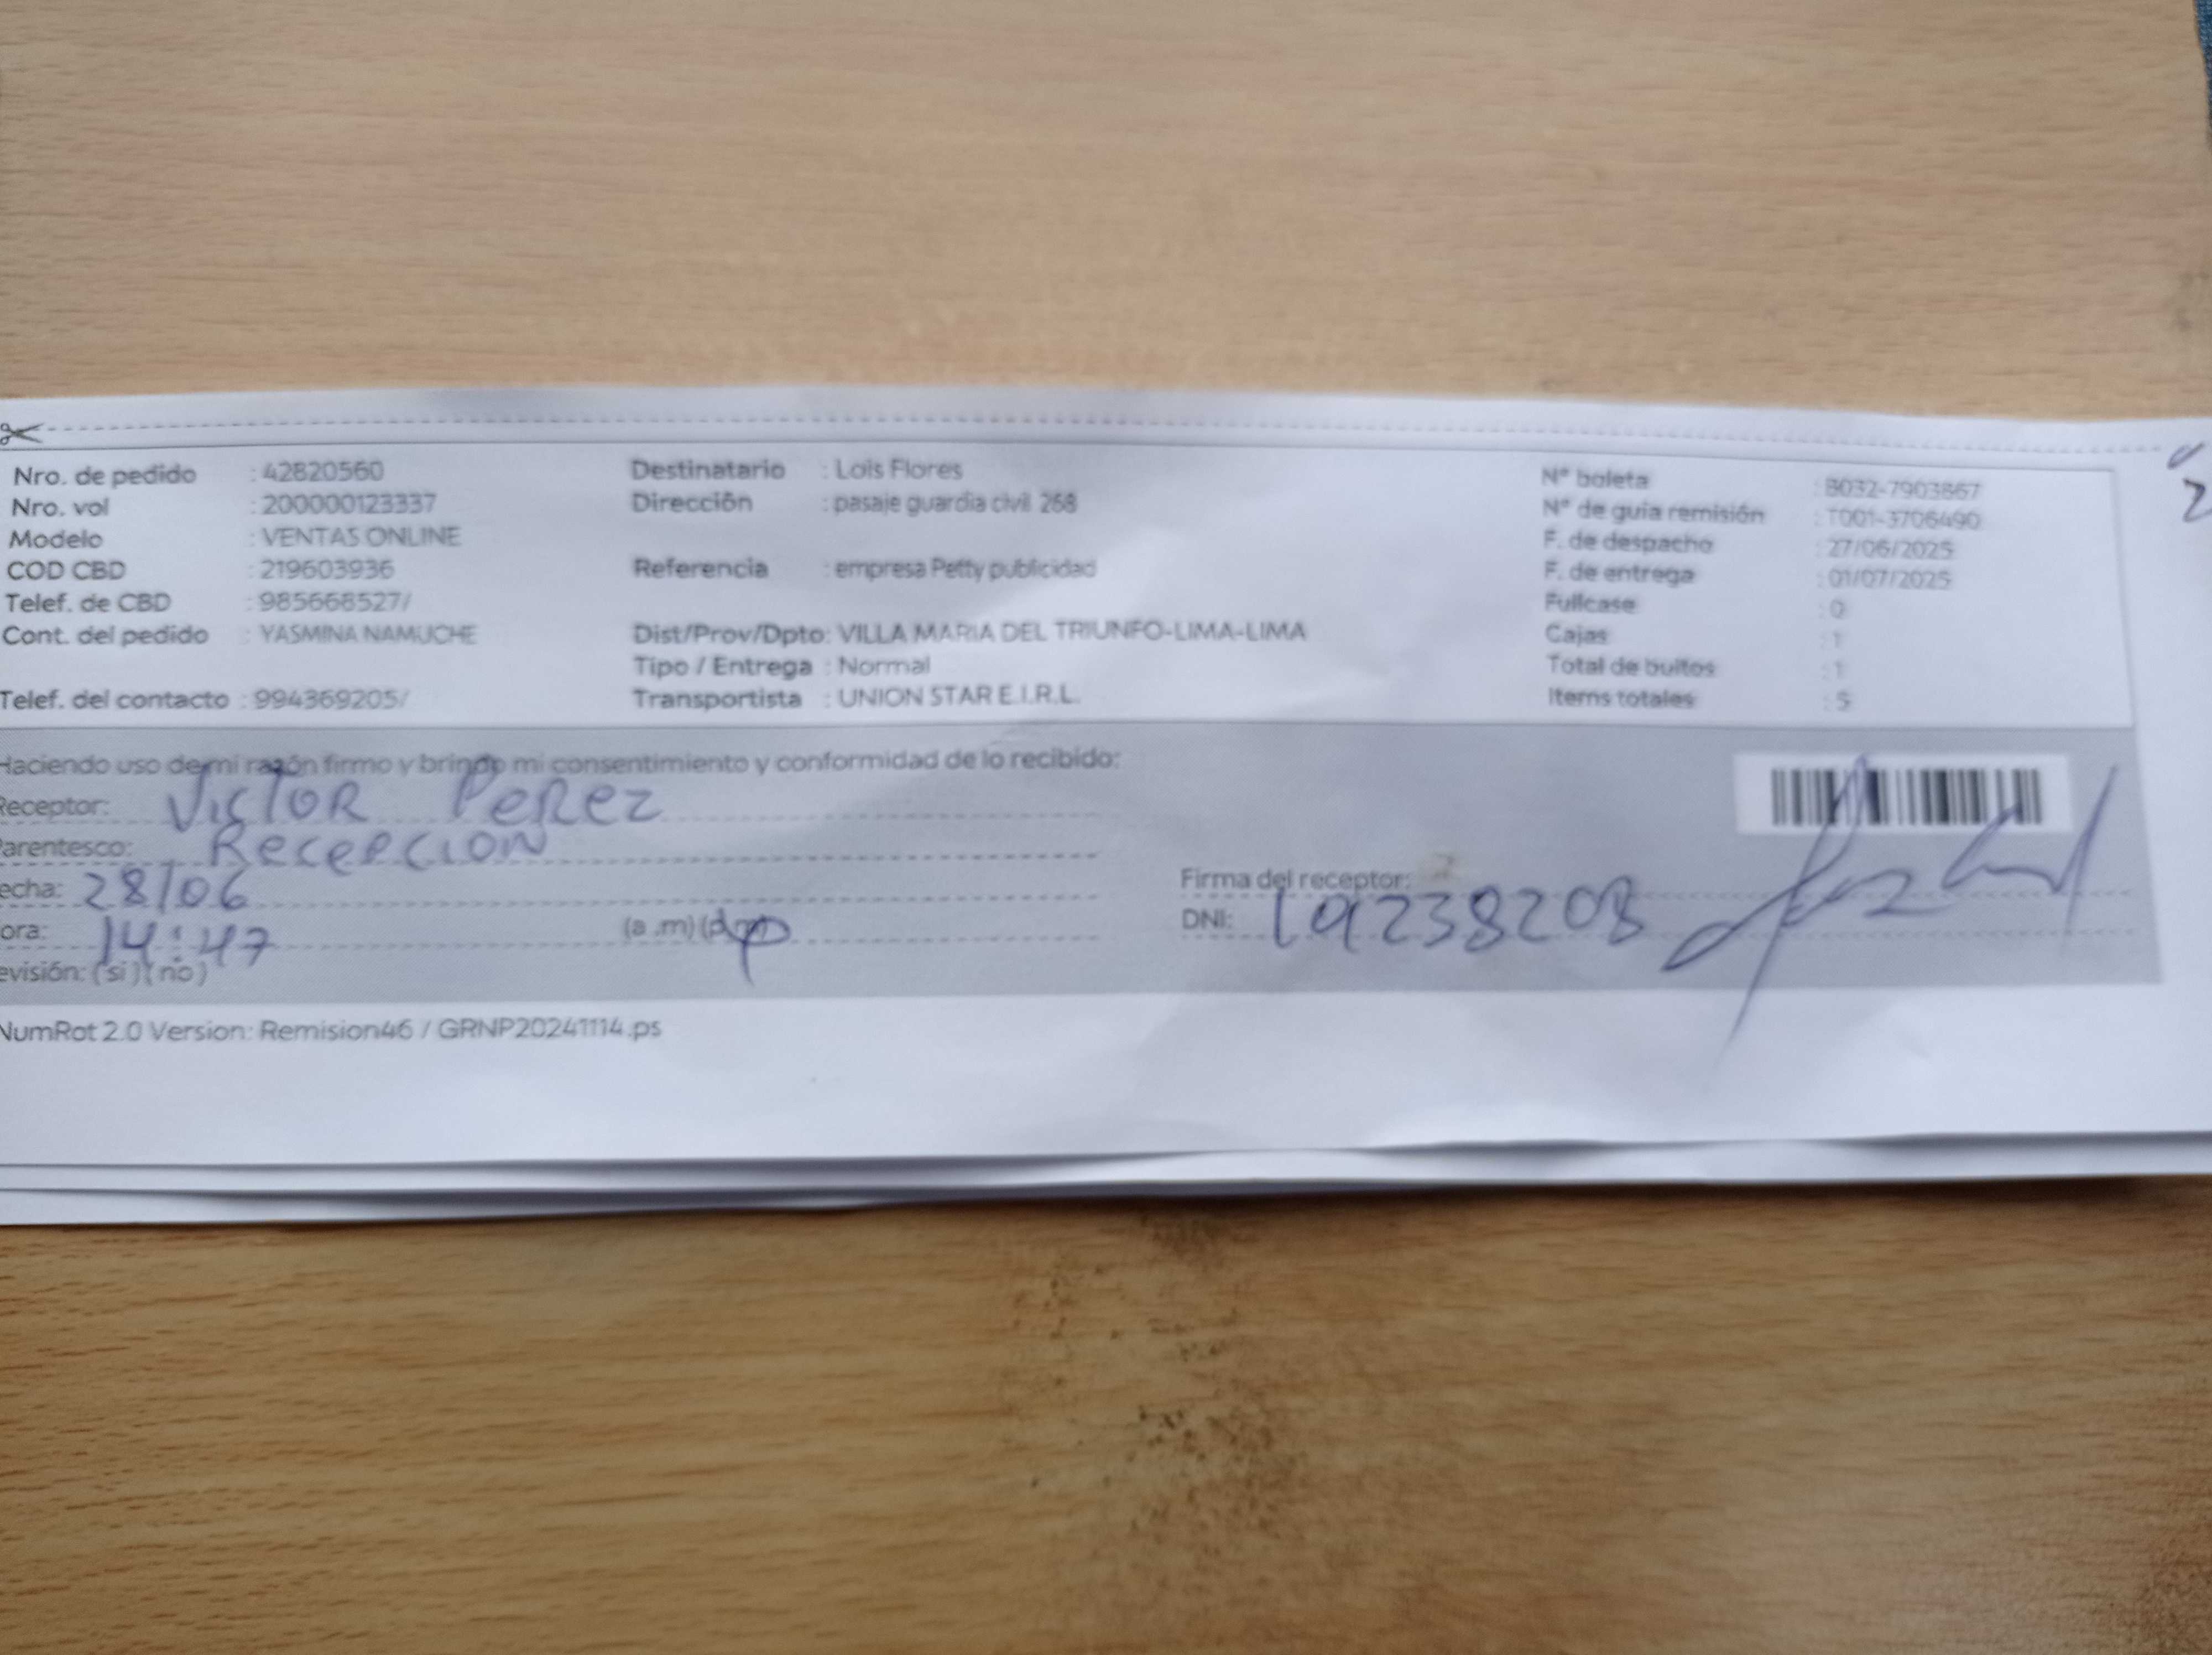 Nro. de pedido : 42820560
Nro. vol : 200000123337
Modelo : VENTAS ONLINE
COD CBD : 219603936
Telef. de CBD : 985668527/
Cont. del pedido : YASMINA NAMUCHE
Telef. del contacto : 994369205/
Destinatario : Lois Flores
Dirección : pasaje guardia civil 268
Referencia : empresa Petty publicidad
Dist/Prov/Dpto: VILLA MARIA DEL TRIUNFO-LIMA-LIMA
Tipo / Entrega : Normal
Transportista : UNION STAR E.I.R.L.
N° boleta : B032-7903867
N° de guia remisión : T001-3706490
F. de despacho : 27/06/2025
F. de entrega : 01/07/2025
Fullcase : 0
Cajas : 1
Total de bultos : 1
Items totales : 5
Haciendo uso de mi razón firmo y brindo mi consentimiento y conformidad de lo recibido:
Receptor: VICTOR PEREZ
arentesco: RECEPCION
echa: 28/06
ora: 14:47 (a .m)
evisión: (si) (no)
Firma del receptor:
DNI: 19238208
NumRot 2.0 Version: Remision46 / GRNP20241114.ps